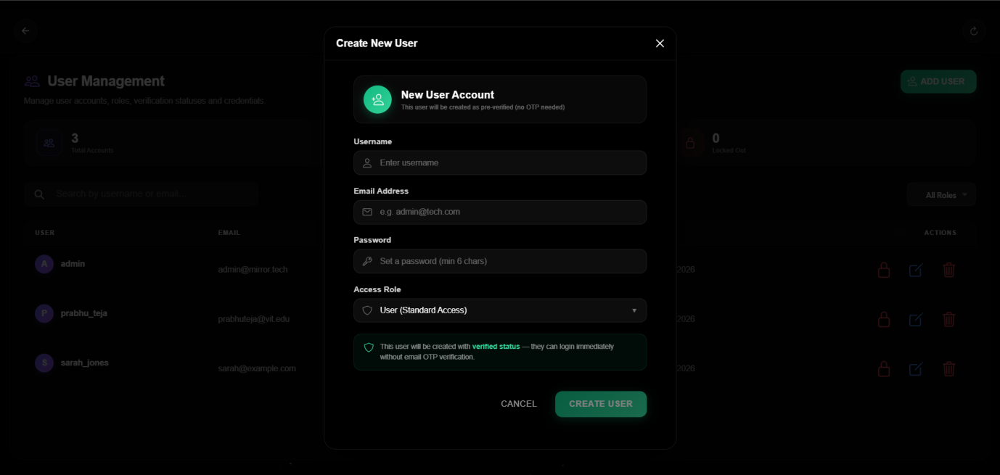 Create New User
User Management
ADD USER
Manage user accounts, roles, verification statuses and credentials.
New User Account
This user will be created as pre-verified (no OTP needed)
3
Total Accounts
0
Locked Out
Username
Enter username
Search by username or email...
All Roles
Email Address
e.g. admin@tech.com
USER
EMAIL
ACTIONS
Password
Set a password (min 6 chars)
A
admin
admin@mirror.tech
2026
Access Role
User (Standard Access)
P
prabhu_teja
prabhuteja@vit.edu
2026
This user will be created with verified status — they can login immediately
without email OTP verification.
S
sarah_jones
sarah@example.com
2026
CANCEL
CREATE USER